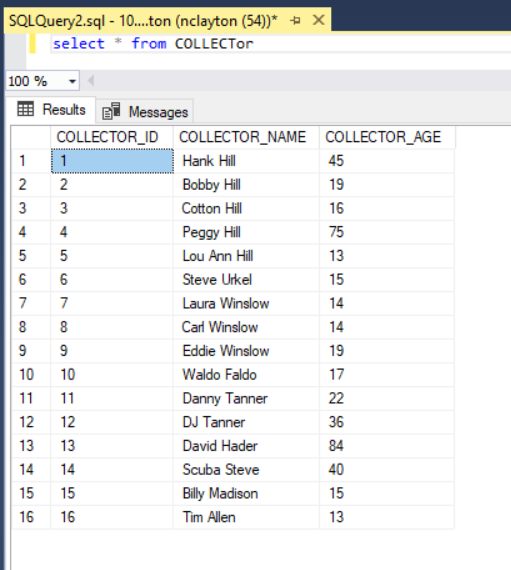 SQLQuery2.sql - 10....ton (nclayton (54))*
select * from COLLECTor
100 %
Results Messages
COLLECTOR_ID COLLECTOR_NAME COLLECTOR_AGE
1 1 Hank Hill 45
2 2 Bobby Hill 19
3 3 Cotton Hill 16
4 4 Peggy Hill 75
5 5 Lou Ann Hill 13
6 6 Steve Urkel 15
7 7 Laura Winslow 14
8 8 Carl Winslow 14
9 9 Eddie Winslow 19
10 10 Waldo Faldo 17
11 11 Danny Tanner 22
12 12 DJ Tanner 36
13 13 David Hader 84
14 14 Scuba Steve 40
15 15 Billy Madison 15
16 16 Tim Allen 13